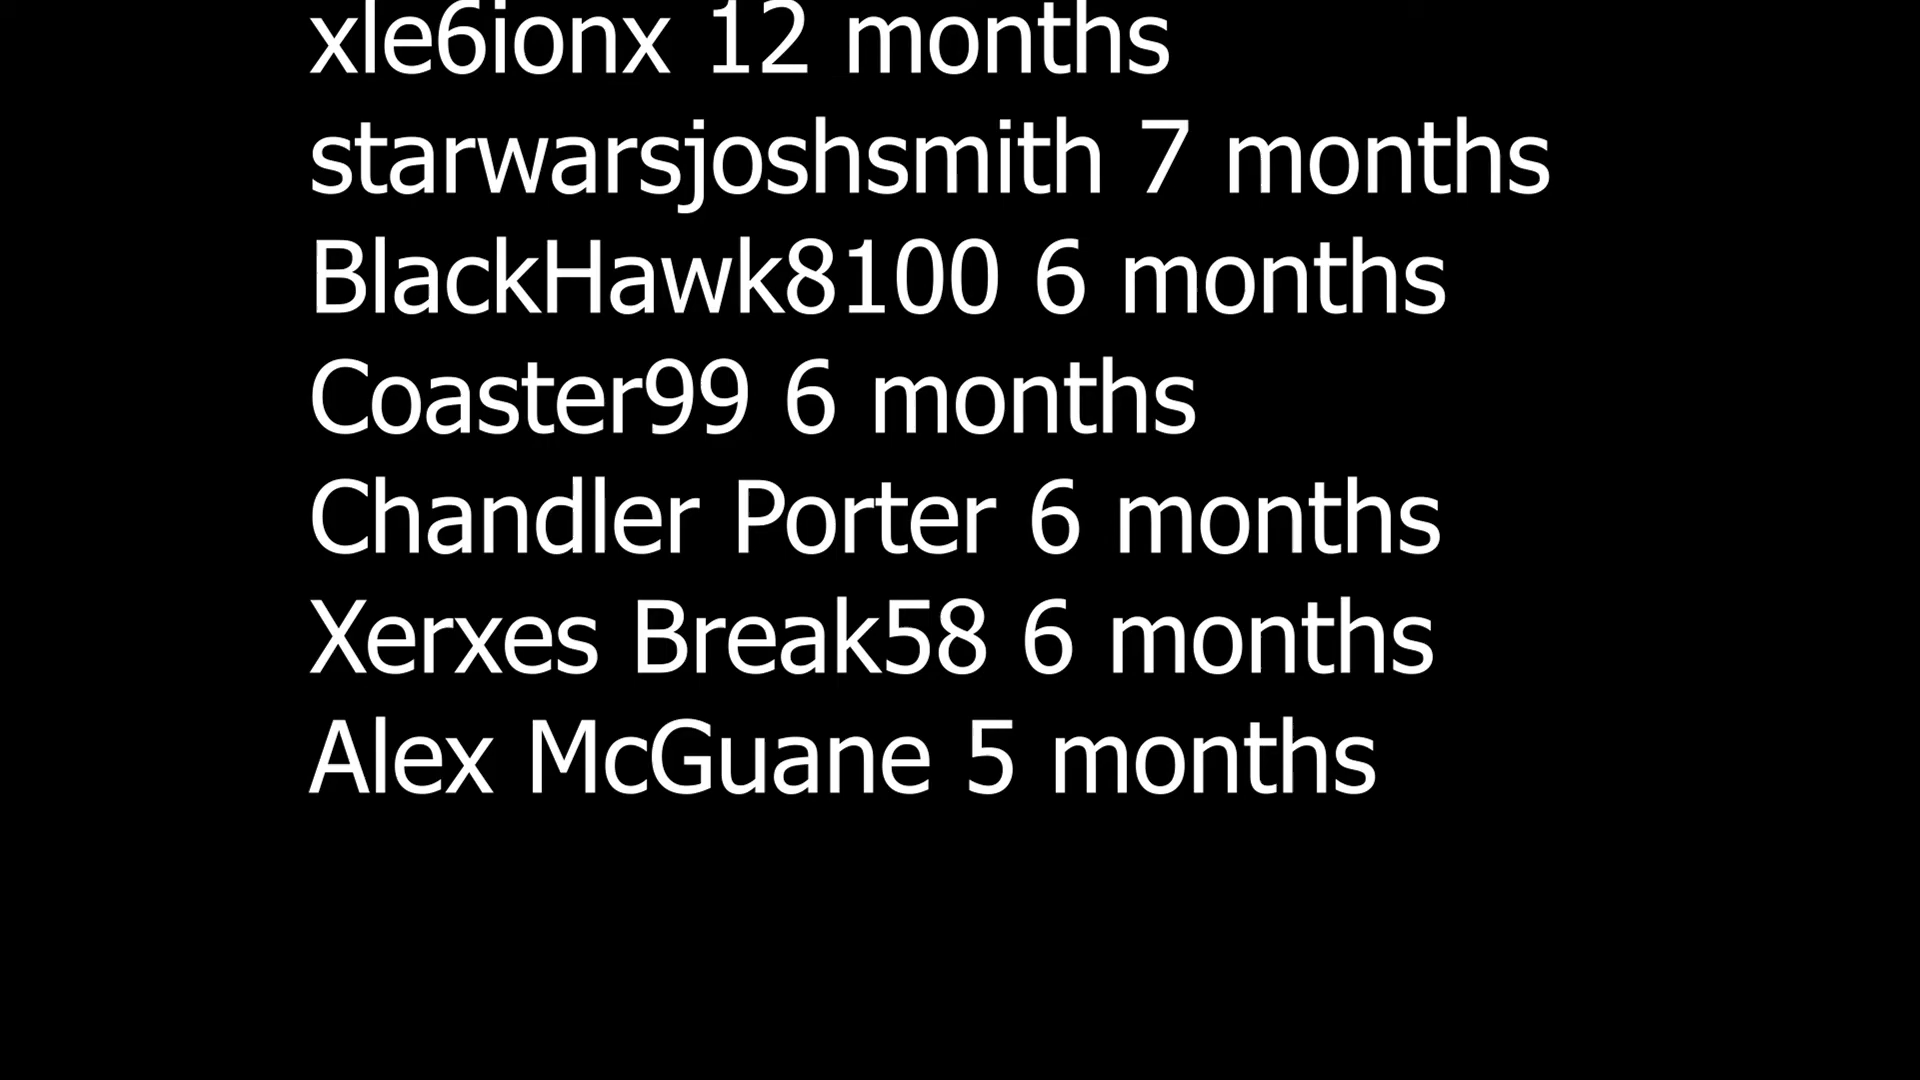 xle6ionx 12 months
starwarsjoshsmith 7 months
BlackHawk8100 6 months
Coaster99 6 months
Chandler Porter 6 months
Xerxes Break58 6 months
Alex McGuane 5 months